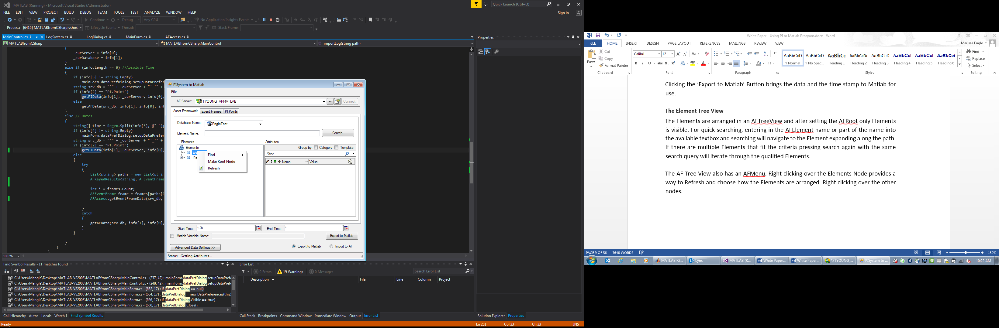 MATLAB (Running) - Microsoft Visual Studio (Administrator)
Quick Launch (Ctrl+Q)
FILE EDIT VIEW PROJECT BUILD DEBUG TEAM TOOLS TEST ANALYZE WINDOW HELP
Sign in
Continue Debug Any CPU No Application Insights Events
Process: [6416] MATLABfromCSharp.vshos Lifecycle Events Thread: Stack Frame:
MainControl.cs LogSystem.cs LogDialog.cs MainForm.cs AFAccess.cs
MATLABfromCSharp MATLABfromCSharp.MainControl importLog(string path)
{
_curServer = info[0];
_curDatabase = info[1];
}
else if (info.Length == 6) //Absolute Time
{
if (info[5] != string.Empty)
mainForm.dataPrefDialog.setupDataPrefer
string srv_db = "'" + _curServer + "'_'" +
if (info[2] == "PI.Point")
getPIData(info[1], _curServer, info[0],
else
getAFData(srv_db, info[1], info[0], inf
}
else // Dates
{
string[] time = Regex.Split(info[3], @"-");
if (info[4] != string.Empty)
mainForm.dataPrefDialog.setupDataPrefer
string srv_db = "'" + _curServer + "'_'" +
if (info[2] == "PI.Point")
getPIData(info[1], _curServer, info[0],
else
{
try
{
List<string> paths = new List<strin
AFKeyedResults<string, AFEventFrame
int i = frames.Count;
AFEventFrame frame = frames[paths[0
AFAccess.getEventFrameData(srv_db,
}
catch
{
getAFData(srv_db, info[1], info[0],
}
}
}
}
}
100 %
PISystem to Matlab
File
AF Server: TYOUNG_APMATLAB ... Connect
Asset Framework Event Frames PI Points
Database Name: EngleTest
Element Name: Search
Elements Attributes
Elements
Ele
Pla
Find
Make Root Node
Refresh
Group by: Category Template
Filter
Name Value
Start Time: *-2h End Time: *
Matlab Variable Name: Export to Matlab
Advanced Data Settings >> Export to Matlab Import to AF
Status: Getting Attributes...
Find Symbol Results - 11 matches found
C:\Users\Mengle\Desktop\MATLAB-VS2008\MATLABfromCSharp\MainControl.cs - (237, 42) : mainForm.dataPrefDialog.setupDataPrefe
C:\Users\Mengle\Desktop\MATLAB-VS2008\MATLABfromCSharp\MainControl.cs - (248, 42) : mainForm.dataPrefDialog.setupDataPrefe
C:\Users\Mengle\Desktop\MATLAB-VS2008\MATLABfromCSharp\MainForm.cs - (662, 17) : if (dataPrefDialog == null)
C:\Users\Mengle\Desktop\MATLAB-VS2008\MATLABfromCSharp\MainForm.cs - (664, 17) : dataPrefDialog = new DataPreferences(this)
C:\Users\Mengle\Desktop\MATLAB-VS2008\MATLABfromCSharp\MainForm.cs - (666, 17) : if (dataPrefDialog.Visible == true)
C:\Users\Mengle\Desktop\MATLAB-VS2008\MATLABfromCSharp\MainForm.cs - (668, 17) : dataPrefDialog.Close();
Call Hierarchy Autos Locals Watch 1 Find Symbol Results
Error List
0 Errors 19 Warnings 0 Messages Search Error List
Description File Line Column Project
Call Stack Breakpoints Command Window Immediate Window Output Error List
Properties
Solution Explorer Properties
Ready Ln 251 Col 33 Ch 33 INS
White Paper - Using PI to Matlab Program.docx - Word
FILE HOME INSERT DESIGN PAGE LAYOUT REFERENCES MAILINGS REVIEW VIEW Marissa Engle
Paste Cut Copy Format Painter
Clipboard
Calibri 12
Font
Paragraph
AaBbCcD AaBbCcD AaBbCc AaBbCcDc AaBbCcD AaBbCcI AaBbCcI AaBbCcL
¶ Normal ¶ No Spac... Heading 1 Heading 2 Heading 3 Heading 4 Heading 5 Heading 6
Styles
Find
Replace
Select
Editing
Clicking the ‘Export to Matlab’ Button brings the data and the time stamp to Matlab for
use.
The Element Tree View
The Elements are arranged in an AFTreeView and after setting the AFRoot only Elements
is visible. For quick searching, entering in the AFElement name or part of the name into
the available textbox and searching will navigate to the Element expanding along the path.
If there are multiple Elements that fit the criteria pressing search again with the same
search query will iterate through the qualified Elements.
The AF Tree View also has an AFMenu. Right clicking over the Elements Node provides a
way to Refresh and choose how the Elements are arranged. Right clicking over the other
nodes.
PAGE 9 OF 36 7646 WORDS 130%
MATLAB R2... Lync MATLAB (R... White Paper... White Paper... \\TYOUNG_... PISystem to ... 10:22 AM